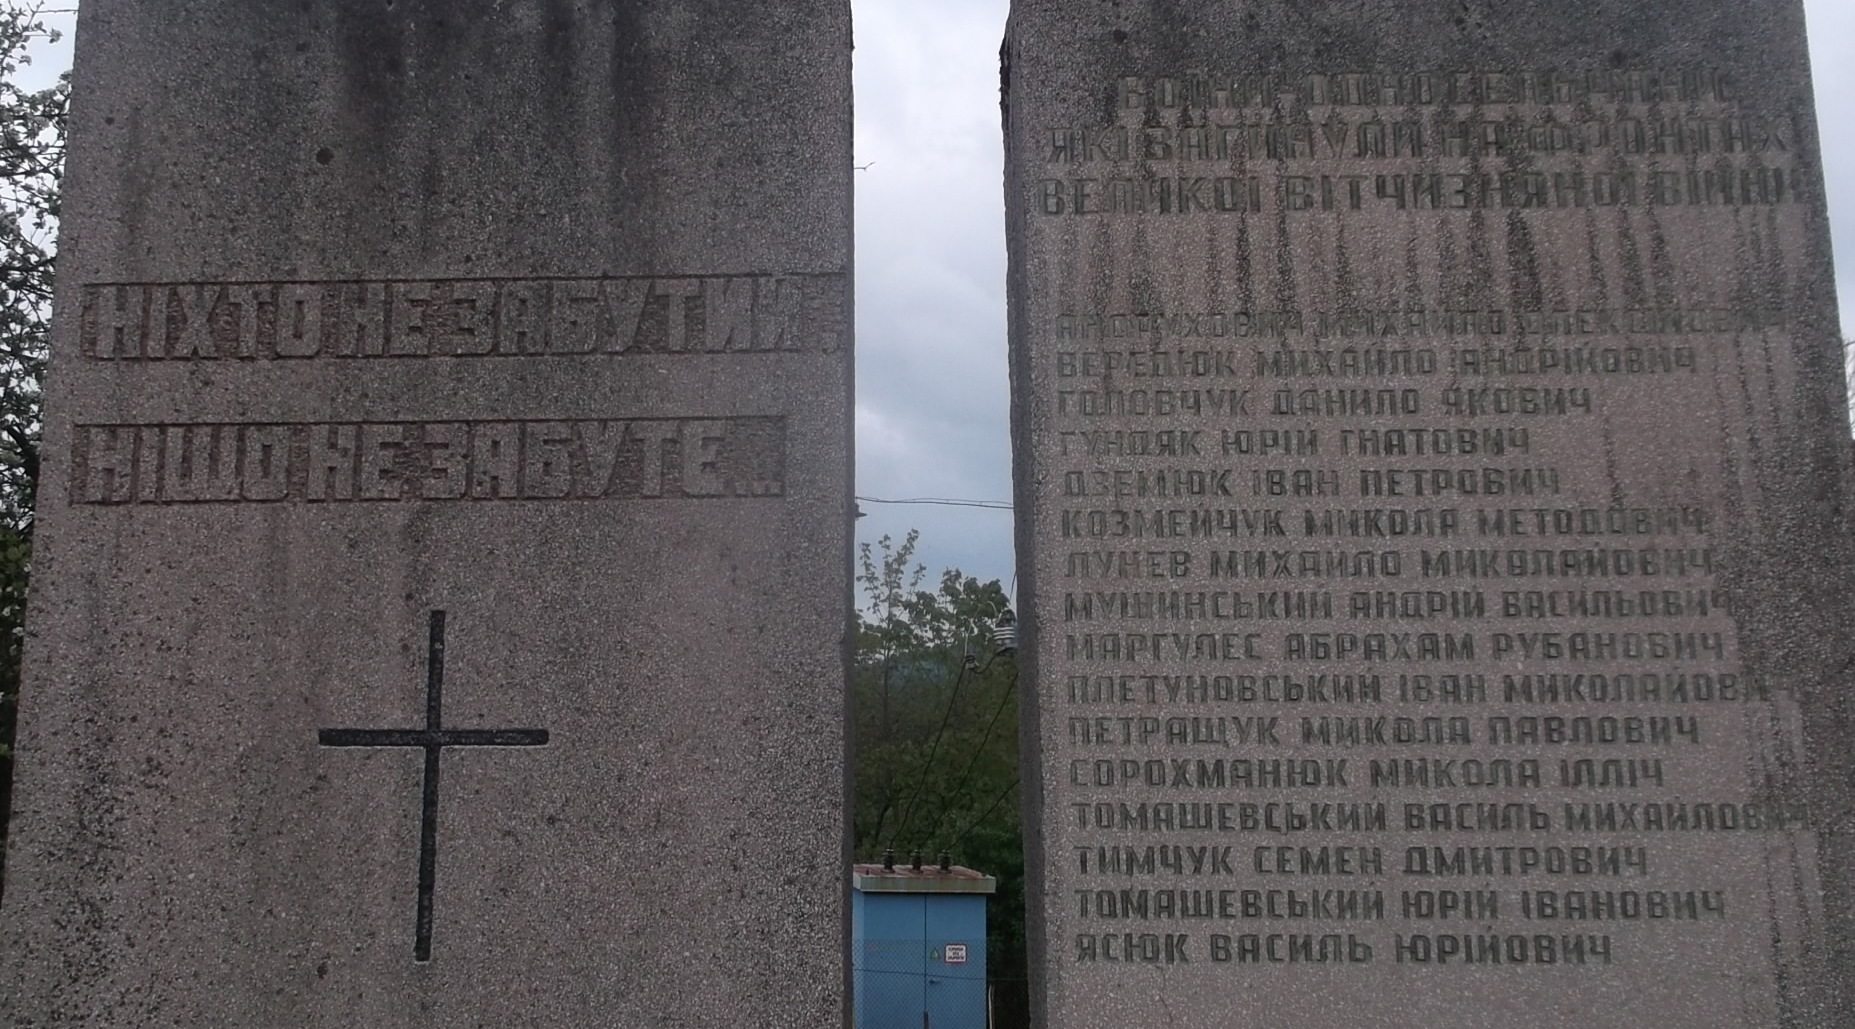 НІХТО НЕ ЗАБУТИЙ
НІЩО НЕ ЗАБУТЕ
ВОЇНИ-ОДНОСЕЛЬЧАНИ,
ЯКІ ЗАГИНУЛИ НА ФРОНТАХ
ВЕЛИКОЇ ВІТЧИЗНЯНОЇ ВІЙНИ
МИХАЙЛО ОЛЕКСІЙОВИЧ
ВЕРЕДЮК МИХАЙЛО АНДРІЙОВИЧ
ГОЛОВЧУК ДАНИЛО ЯКОВИЧ
ГУНДЯК ЮРІЙ ГНАТОВИЧ
ДЗЕМЮК ІВАН ПЕТРОВИЧ
КОЗМЕЙЧУК МИКОЛА МЕТОДОВИЧ
ЛУНЕВ МИХАЙЛО МИКОЛАЙОВИЧ
МУШИНСЬКИЙ АНДРІЙ ВАСИЛЬОВИЧ
МАРГУЛЕС АБРАХАМ РУБАНОВИЧ
ПЛЕТУНОВСЬКИЙ ІВАН МИКОЛАЙОВИЧ
ПЕТРАЩУК МИКОЛА ПАВЛОВИЧ
СОРОХМАНЮК МИКОЛА ІЛЛІЧ
ТОМАШЕВСЬКИЙ ВАСИЛЬ МИХАЙЛОВИЧ
ТИМЧУК СЕМЕН ДМИТРОВИЧ
ТОМАШЕВСЬКИЙ ЮРІЙ ІВАНОВИЧ
ЯСЮК ВАСИЛЬ ЮРІЙОВИЧ